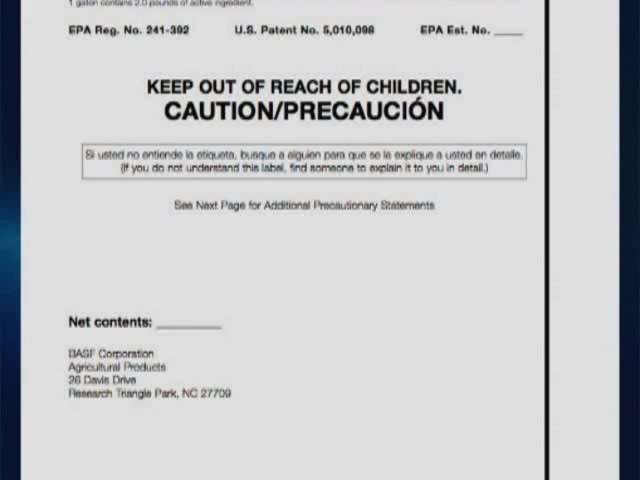 1 gallon contains 2.0 pounds of active ingredient.
EPA Reg. No. 241-392 U.S. Patent No. 5,010,098 EPA Est. No. ____
KEEP OUT OF REACH OF CHILDREN.
CAUTION/PRECAUCIÓN
Si usted no entiende la etiqueta, busque a alguien para que se la explique a usted en detalle.
(If you do not understand this label, find someone to explain it to you in detail.)
See Next Page for Additional Precautionary Statements
Net contents: ________
BASF Corporation
Agricultural Products
26 Davis Drive
Research Triangle Park, NC 27709